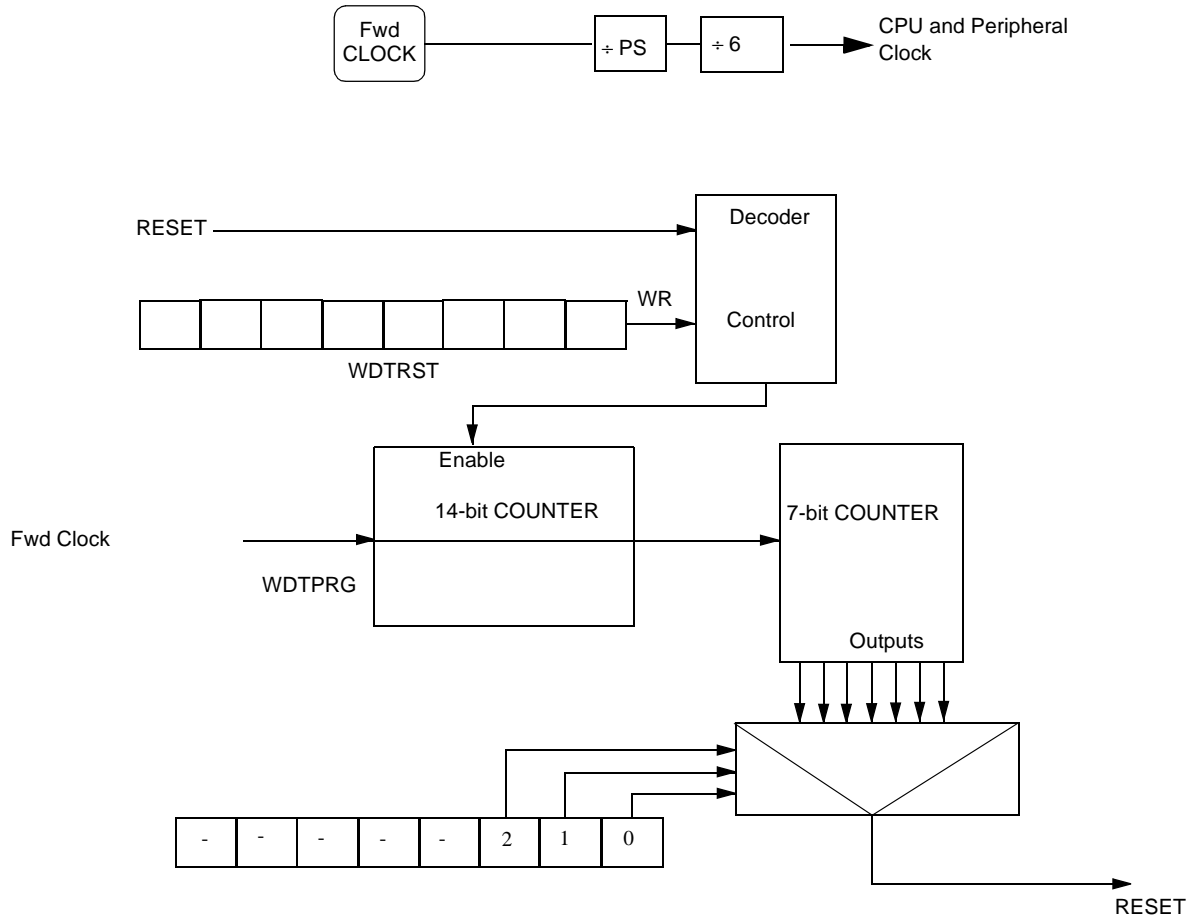 Fwd
CLOCK
÷ PS
÷ 6
CPU and Peripheral
Clock
RESET
Decoder
WR
Control
WDTRST
Enable
14-bit COUNTER
7-bit COUNTER
Fwd Clock
WDTPRG
Outputs
- - - - - 2 1 0
RESET